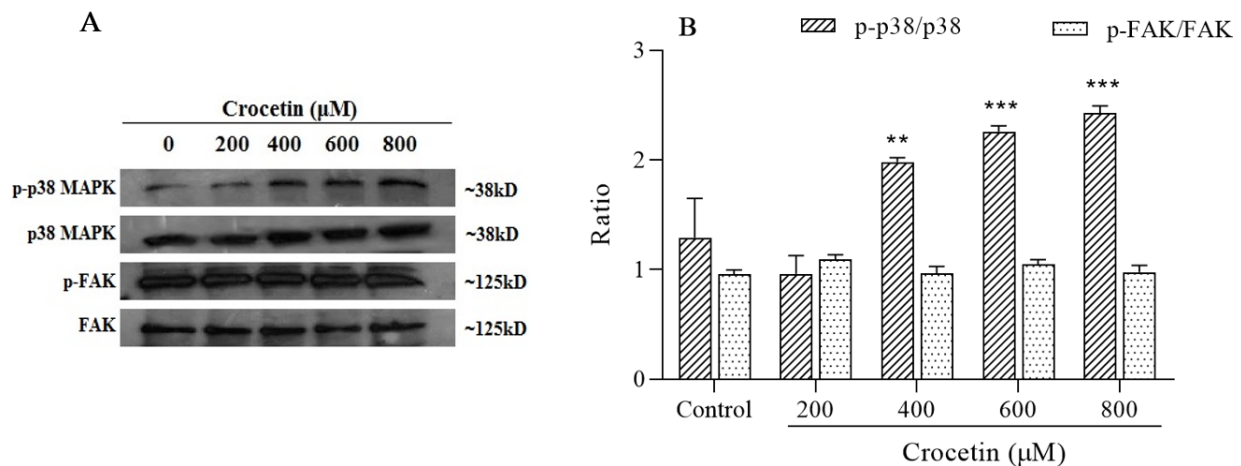 A
Crocetin (μM)
0 200 400 600 800
p-p38 MAPK ~38kD
p38 MAPK ~38kD
p-FAK ~125kD
FAK ~125kD
B
p-p38/p38 p-FAK/FAK
3
2
1
0
Ratio
** *** ***
Control 200 400 600 800
Crocetin (μM)